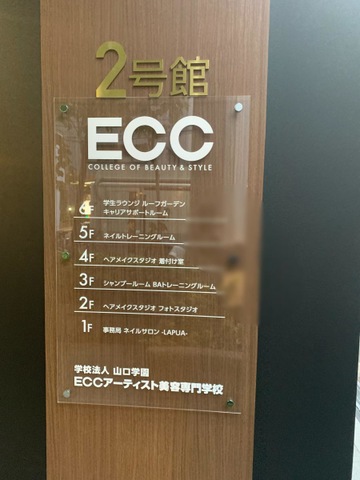 2号館
ECC
COLLEGE OF BEAUTY & STYLE
6F 学生ラウンジ ルーフガーデン
キャリアサポートルーム
5F ネイルトレーニングルーム
4F ヘアメイクスタジオ 着付け室
3F シャンプールーム BAトレーニングルーム
2F ヘアメイクスタジオ フォトスタジオ
1F 事務局 ネイルサロン -LAPUA-
学校法人 山口学園
ECCアーティスト美容専門学校